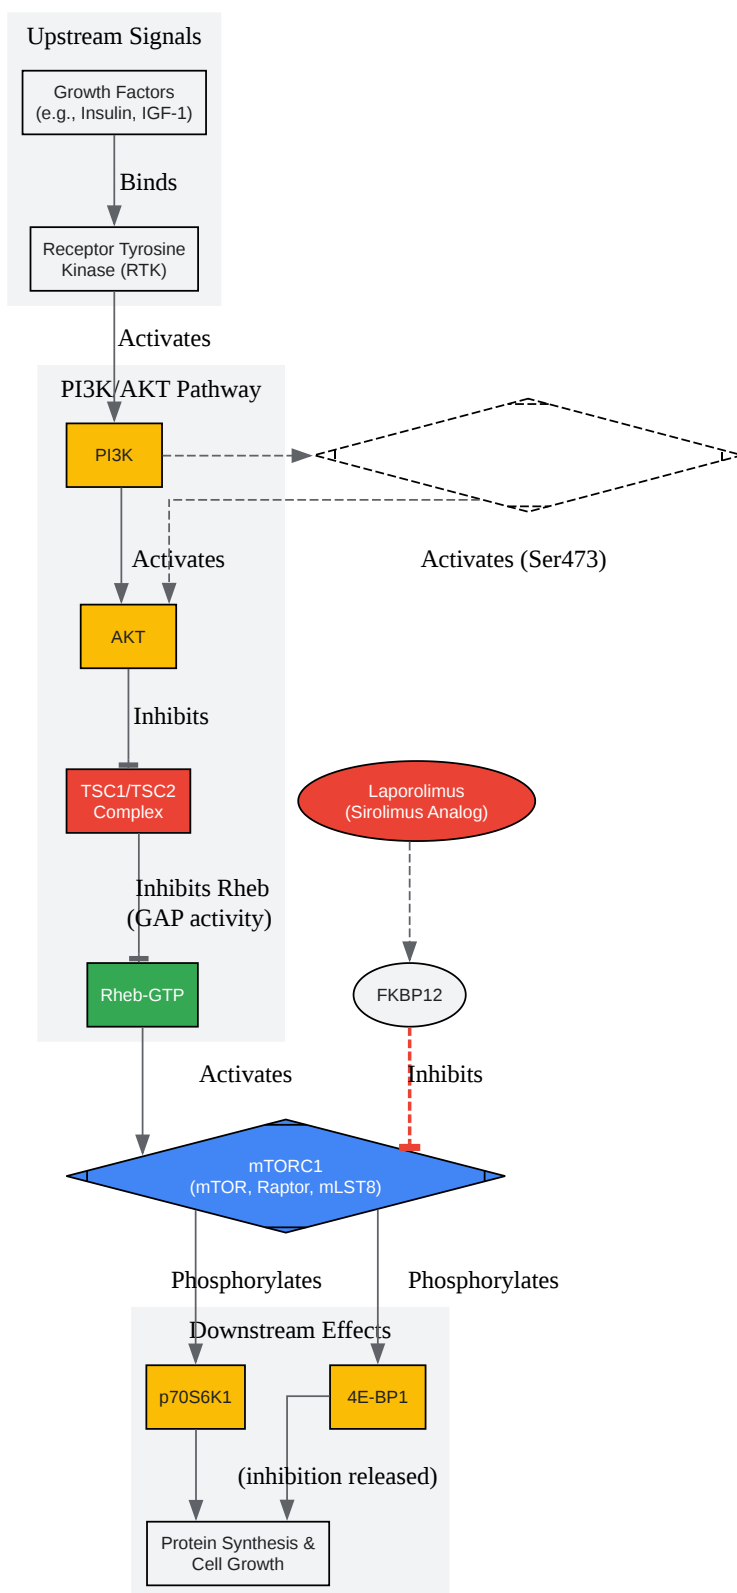 Upstream Signals
Growth Factors
(e.g., Insulin, IGF-1)
Binds
Receptor Tyrosine
Kinase (RTK)
Activates
PI3K/AKT Pathway
PI3K
Activates
Activates (Ser473)
AKT
Inhibits
TSC1/TSC2
Complex
Laporolimus
(Sirolimus Analog)
Inhibits Rheb
(GAP activity)
Rheb-GTP
FKBP12
Activates
Inhibits
mTORC1
(mTOR, Raptor, mLST8)
Phosphorylates
Phosphorylates
Downstream Effects
p70S6K1
4E-BP1
(inhibition released)
Protein Synthesis &
Cell Growth